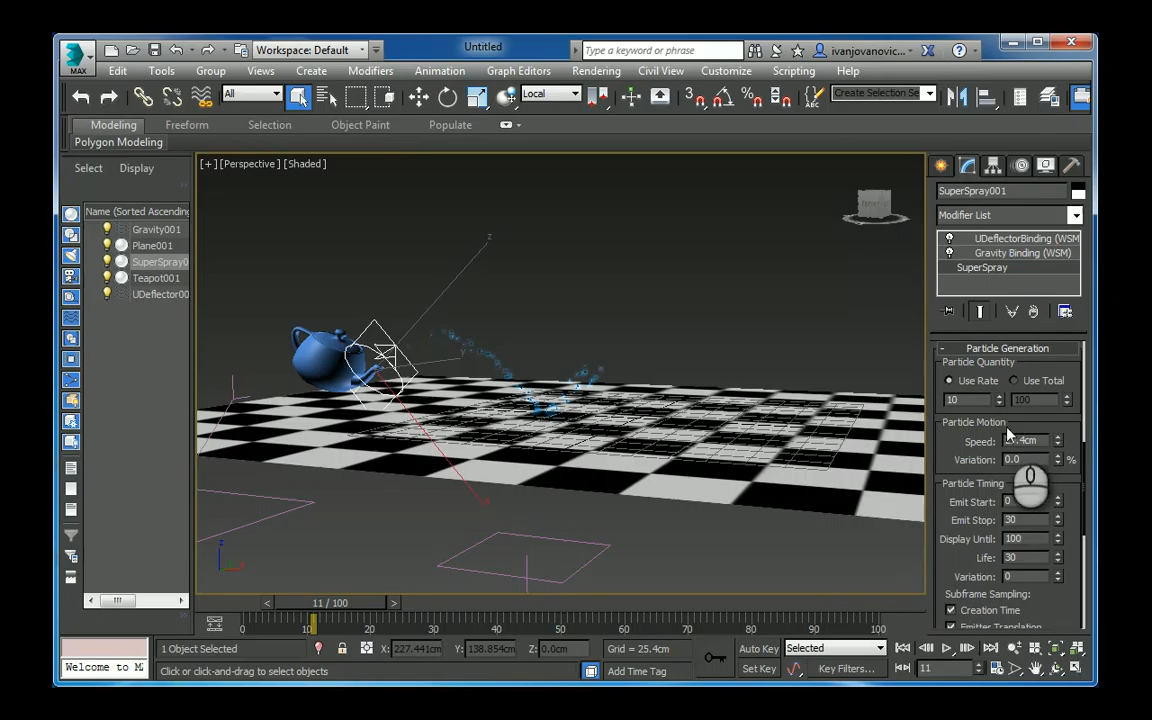 Untitled
Workspace: Default
Type a keyword or phrase
ivanjovanovic...
MAX
Edit Tools Group Views Create Modifiers Animation Graph Editors Rendering Civil View Customize Scripting Help
All
Local
Create Selection Se
Modeling Freeform Selection Object Paint Populate
Polygon Modeling
Select Display
Name (Sorted Ascending
Gravity001
Plane001
SuperSpray0
Teapot001
UDeflector00
[+] [Perspective] [Shaded]
z
y
SuperSpray001
Modifier List
UDeflectorBinding (WSM
Gravity Binding (WSM)
SuperSpray
- Particle Generation
Particle Quantity
Use Rate Use Total
10 100
Particle Motion
Speed: .4cm
Variation: 0.0 %
Particle Timing
Emit Start: 0
Emit Stop: 30
Display Until: 100
Life: 30
Variation: 0
Subframe Sampling:
Creation Time
Emitter Translation
< 11 / 100 >
0 10 20 30 40 50 60 70 80 90 100
1 Object Selected
X: 227.441cm Y: 138.854cm Z: 0.0cm Grid = 25.4cm
Auto Key Selected
Welcome to M
Click or click-and-drag to select objects
Add Time Tag
Set Key Key Filters...
11